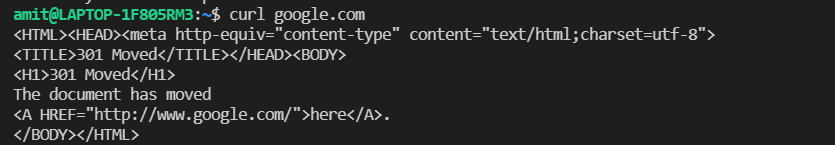 amit@LAPTOP-1F805RM3:~$ curl google.com
<HTML><HEAD><meta http-equiv="content-type" content="text/html;charset=utf-8">
<TITLE>301 Moved</TITLE></HEAD><BODY>
<H1>301 Moved</H1>
The document has moved
<A HREF="http://www.google.com/">here</A>.
</BODY></HTML>